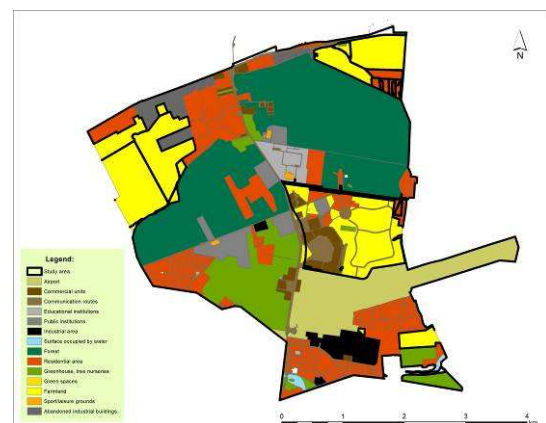 N
Legend:
Study area
Airport
Commercial units
Communication routes
Educational institutions
Public institutions
Industrial area
Surface occupied by water
Forest
Residential area
Greenhouse, tree nurseries
Green spaces
Farmland
Sport/leisure grounds
Abandoned industrial buildings
0 1 2 3 4